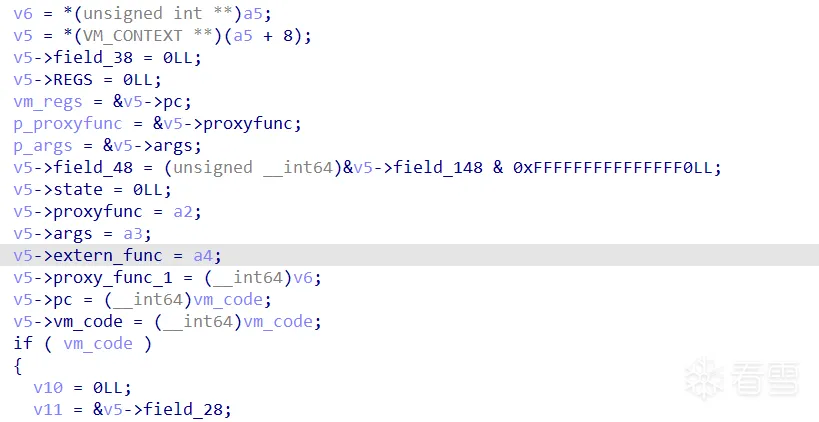 v6 = *(unsigned int **)a5;
v5 = *(VM_CONTEXT **)(a5 + 8);
v5->field_38 = 0LL;
v5->REGS = 0LL;
vm_regs = &v5->pc;
p_proxyfunc = &v5->proxyfunc;
p_args = &v5->args;
v5->field_48 = (unsigned __int64)&v5->field_148 & 0xFFFFFFFFFFFFFFF0LL;
v5->state = 0LL;
v5->proxyfunc = a2;
v5->args = a3;
v5->extern_func = a4;
v5->proxy_func_1 = (__int64)v6;
v5->pc = (__int64)vm_code;
v5->vm_code = (__int64)vm_code;
if ( vm_code )
{
v10 = 0LL;
v11 = &v5->field_28;
看雪